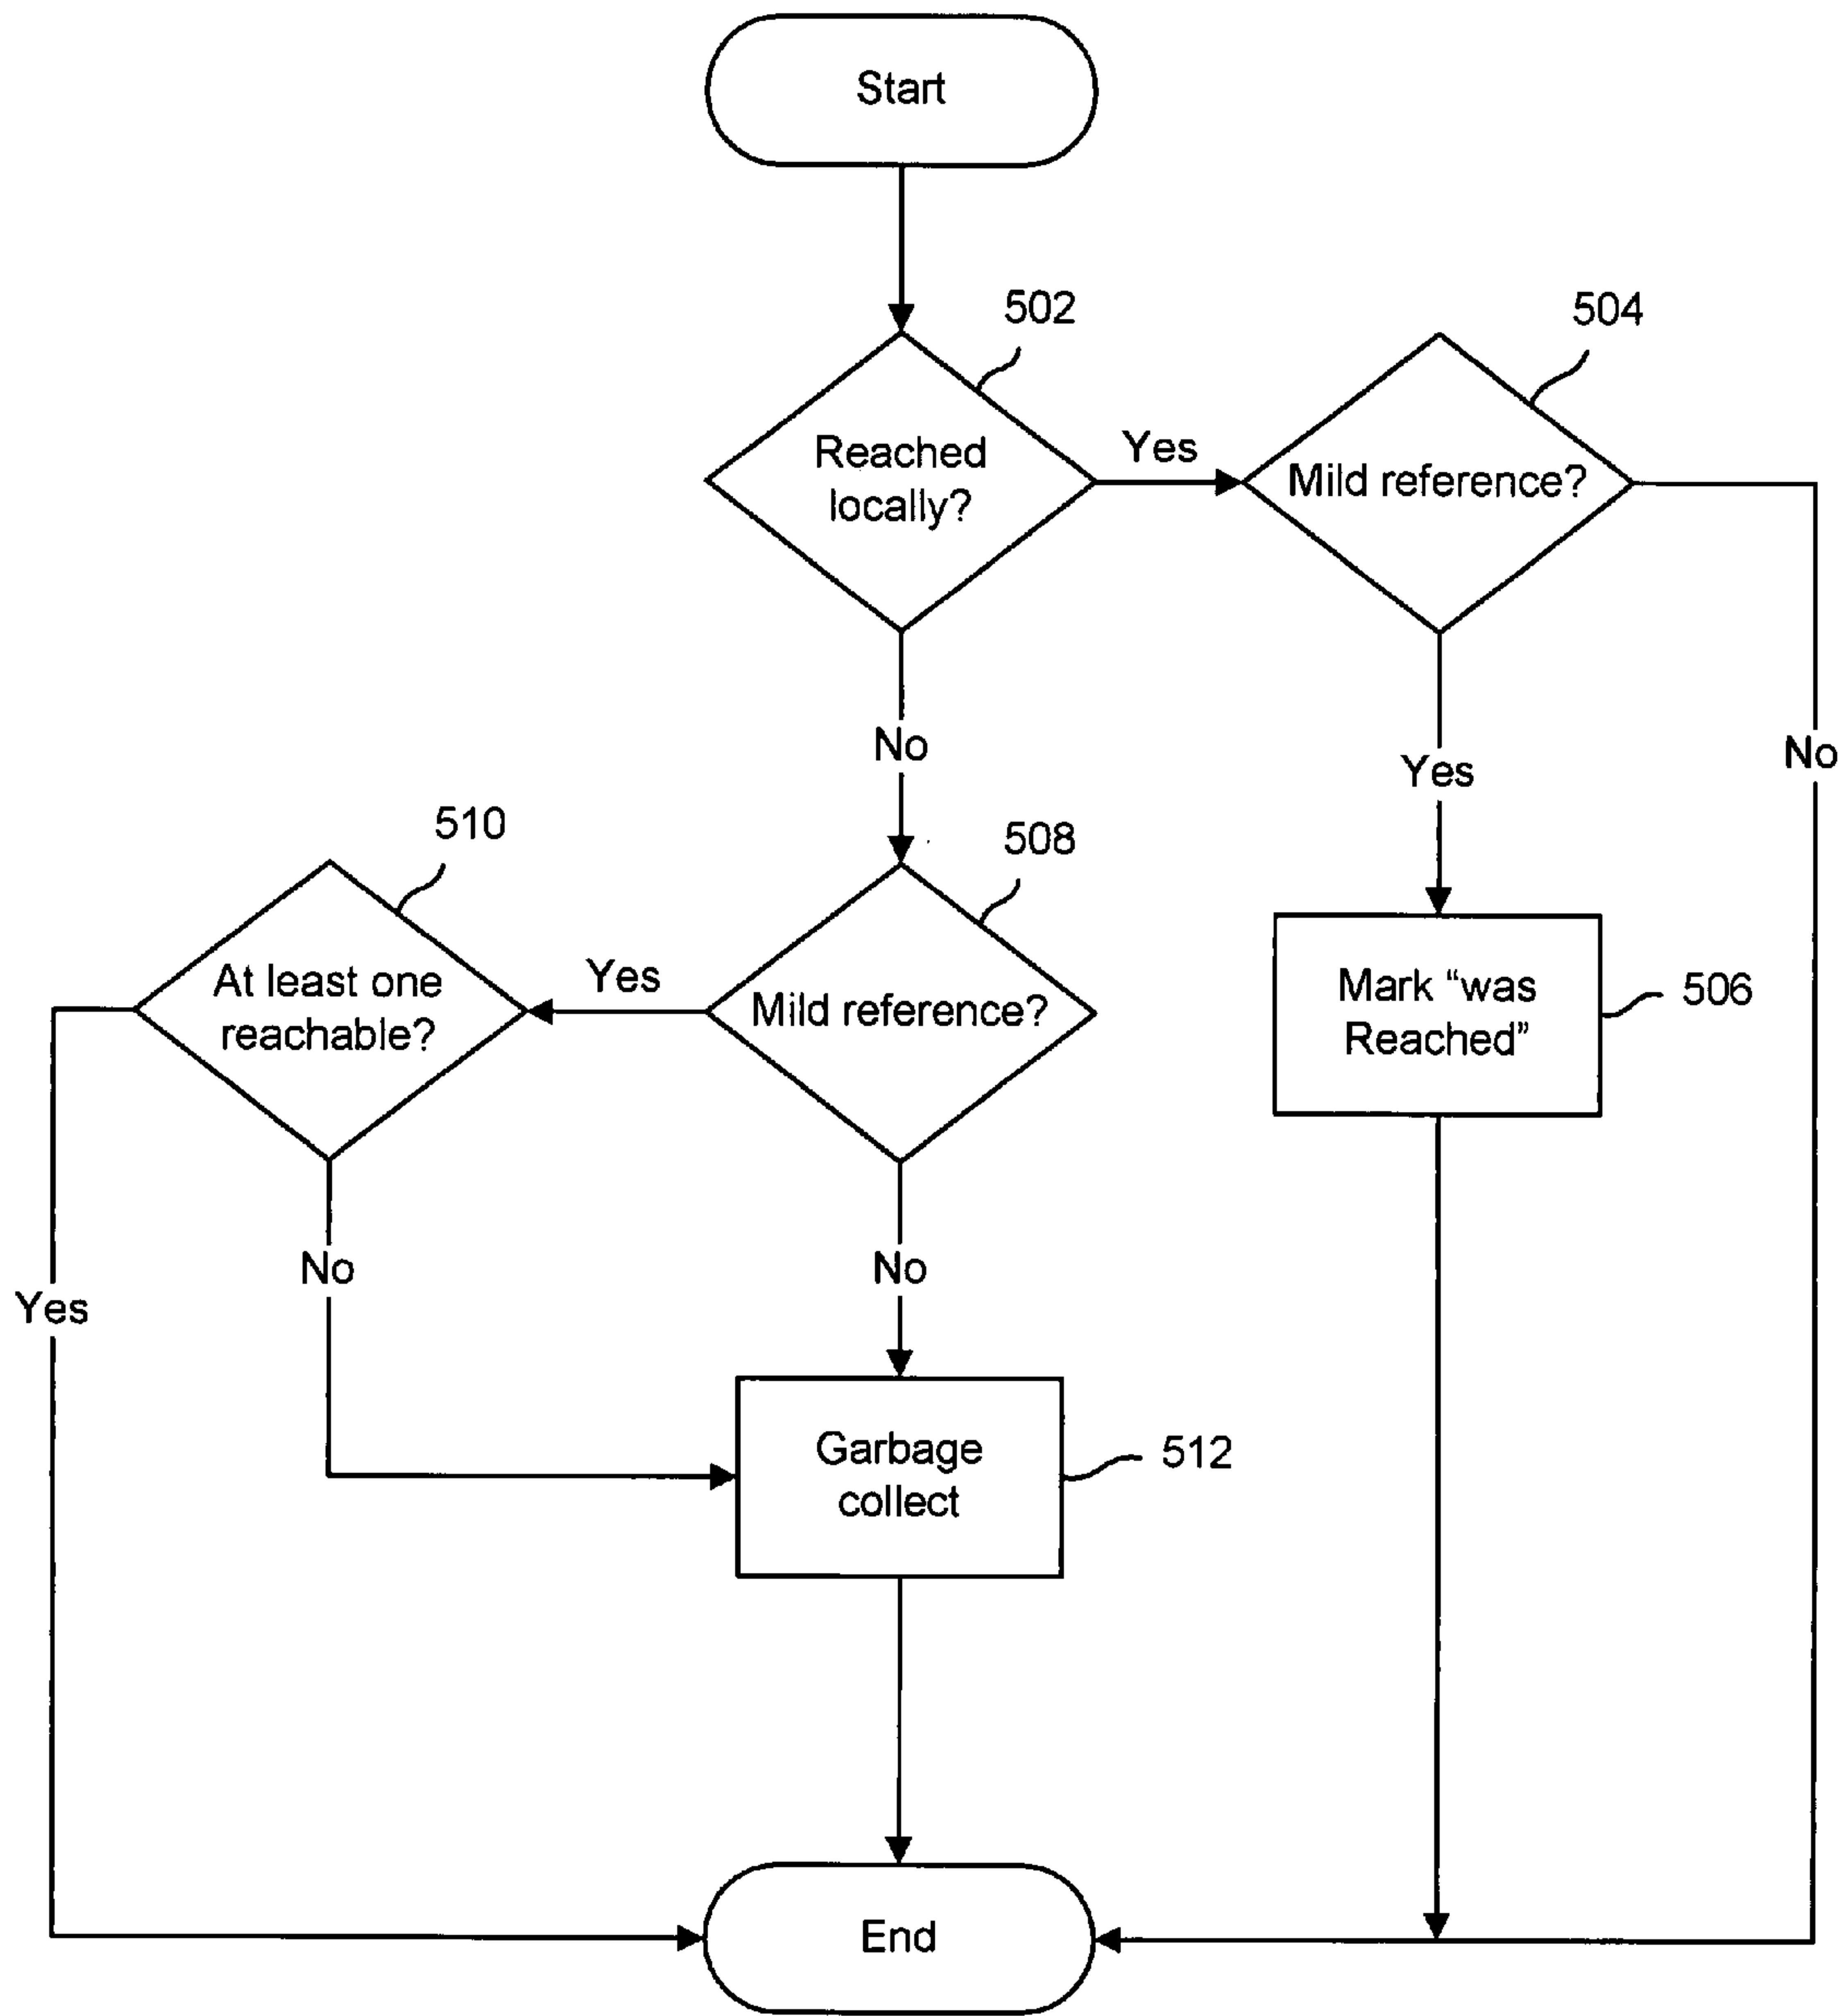 Start
502
504
Reached
locally?
Yes
Mild reference?
No
Yes
No
510
508
At least one
reachable?
Yes
Mild reference?
Mark “was
Reached”
506
No
No
Yes
Garbage
collect
512
End